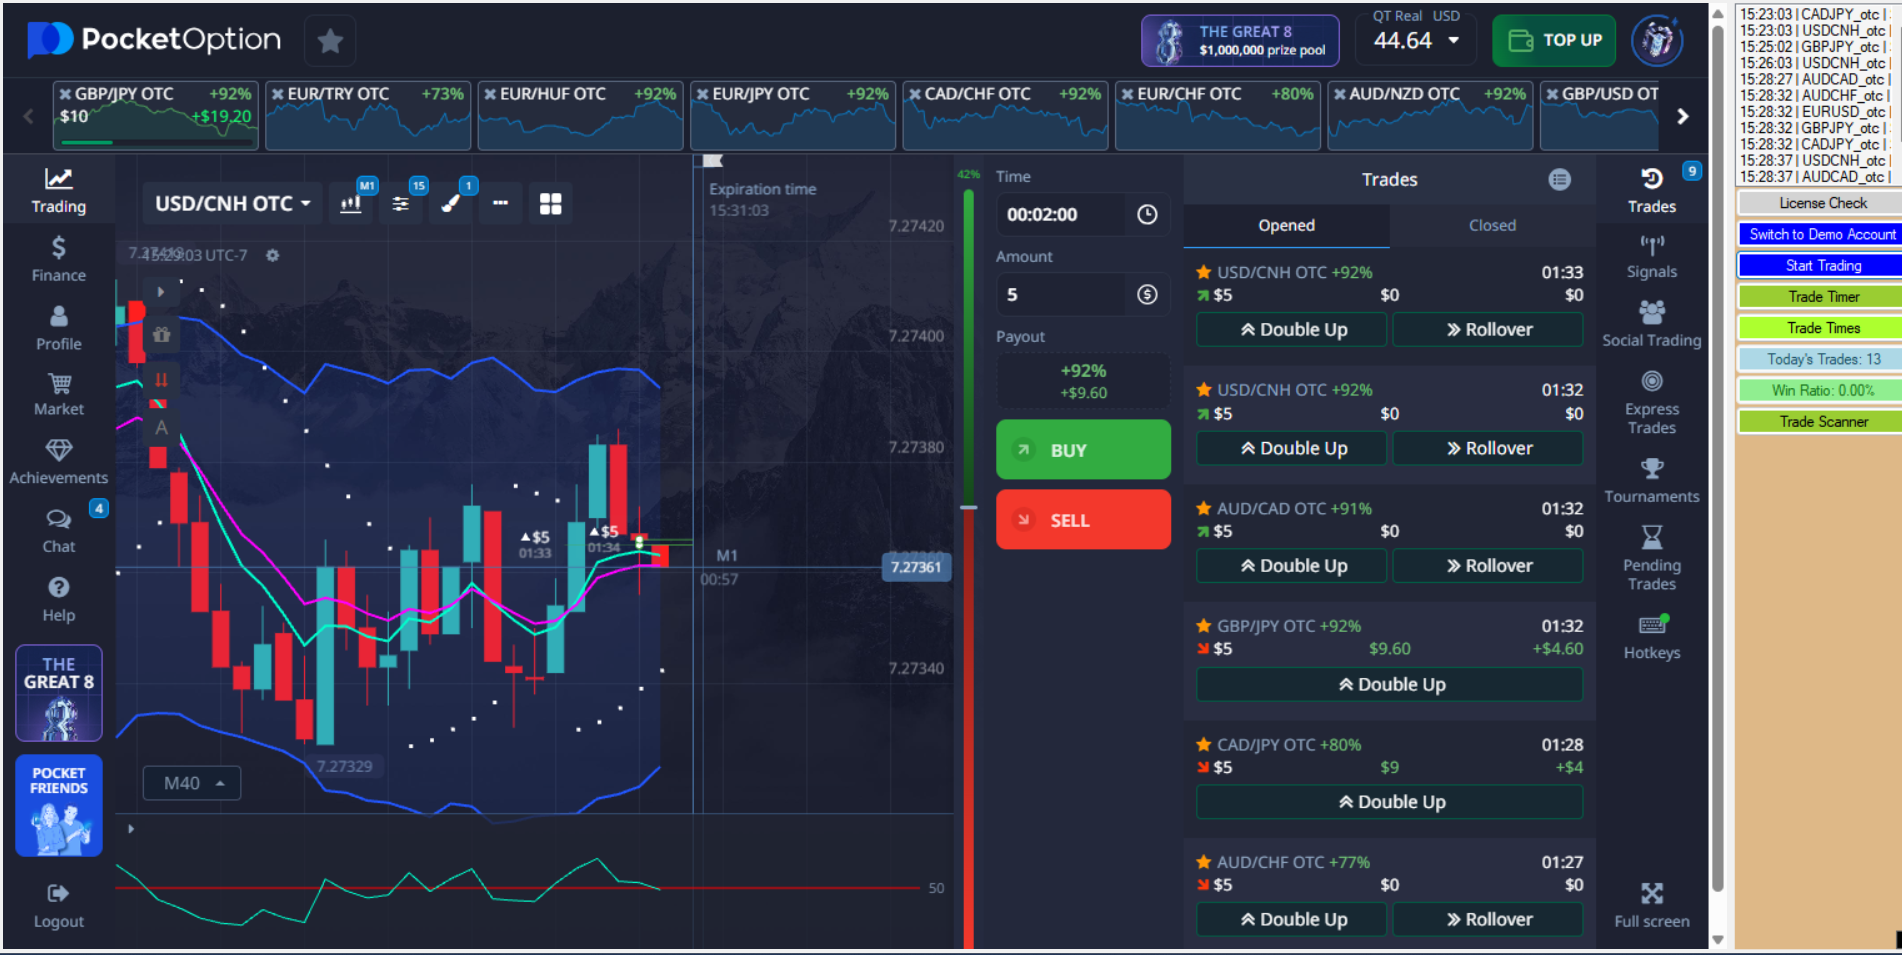 PocketOption
THE GREAT 8
$1,000,000 prize pool
QT Real USD
44.64
TOP UP
GBP/JPY OTC +92%
$10 +$19.20
EUR/TRY OTC +73%
EUR/HUF OTC +92%
EUR/JPY OTC +92%
CAD/CHF OTC +92%
EUR/CHF OTC +80%
AUD/NZD OTC +92%
GBP/USD OT
Trading
Finance
Profile
Market
Achievements
4
Chat
Help
THE
GREAT 8
POCKET
FRIENDS
Logout
USD/CNH OTC
M1
15
1
15:29:03 UTC-7
A
Expiration time
15:31:03
7.27420
7.27400
7.27380
7.27361
7.27340
$5
01:33
$5
01:34
M1
00:57
7.27329
M40
50
42%
Time
00:02:00
Amount
5
Payout
+92%
+$9.60
BUY
SELL
Trades
Opened
Closed
USD/CNH OTC +92% 01:33
$5 $0 $0
Double Up
Rollover
USD/CNH OTC +92% 01:32
$5 $0 $0
Double Up
Rollover
AUD/CAD OTC +91% 01:32
$5 $0 $0
Double Up
Rollover
GBP/JPY OTC +92% 01:32
$5 $9.60 +$4.60
Double Up
CAD/JPY OTC +80% 01:28
$5 $9 +$4
Double Up
AUD/CHF OTC +77% 01:27
$5 $0 $0
Double Up
Rollover
9
Trades
Signals
Social Trading
Express
Trades
Tournaments
Pending
Trades
Hotkeys
Full screen
15:23:03 | CADJPY_otc |
15:23:03 | USDCNH_otc |
15:25:02 | GBPJPY_otc |
15:26:03 | USDCNH_otc |
15:28:27 | AUDCAD_otc |
15:28:32 | AUDCHF_otc |
15:28:32 | EURUSD_otc |
15:28:32 | GBPJPY_otc |
15:28:32 | CADJPY_otc |
15:28:37 | USDCNH_otc |
15:28:37 | AUDCAD_otc |
License Check
Switch to Demo Account
Start Trading
Trade Timer
Trade Times
Today's Trades: 13
Win Ratio: 0.00%
Trade Scanner